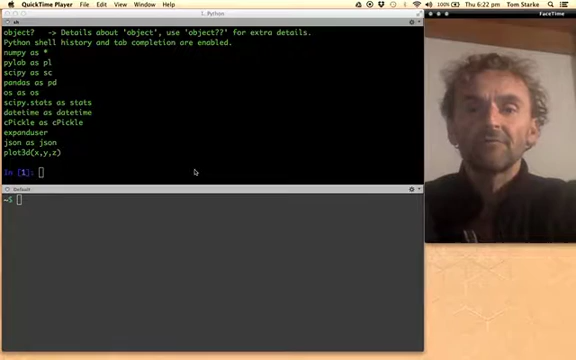 QuickTime Player File Edit View Window Help 100% Thu 6:22 pm Tom Starke
1. Python
FaceTime
sh
object? -> Details about 'object', use 'object??' for extra details.
Python shell history and tab completion are enabled.
numpy as *
pylab as pl
scipy as sc
pandas as pd
os as os
scipy.stats as stats
datetime as datetime
cPickle as cPickle
expanduser
json as json
plot3d(x,y,z)
In [1]:
Default
~$